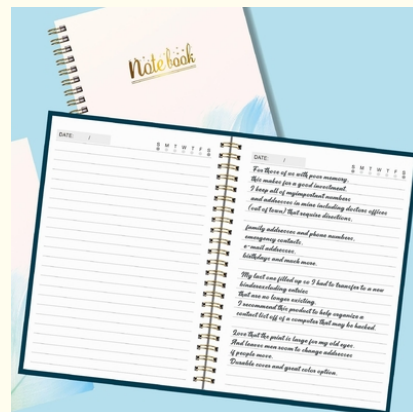 Notebook
DATE: /
S M T W T F S
DATE: /
S M T W T F S
For those of us with poor memory,
this makes for a good investment.
I keep all of my important numbers
and addresses in mine including doctors offices
(out of town) that require directions,
family addresses and phone numbers,
emergency contacts,
e-mail addresses
birthdays and much more.
My last one filled up so I had to transfer to a new
binder excluding entries
that are no longer existing.
I recommend this product to help organize a
contact list off of a computer that may be hacked.
Love that the print is large for my old eyes.
And leaves room to change addresses
if people move.
Durable cover and great color option.